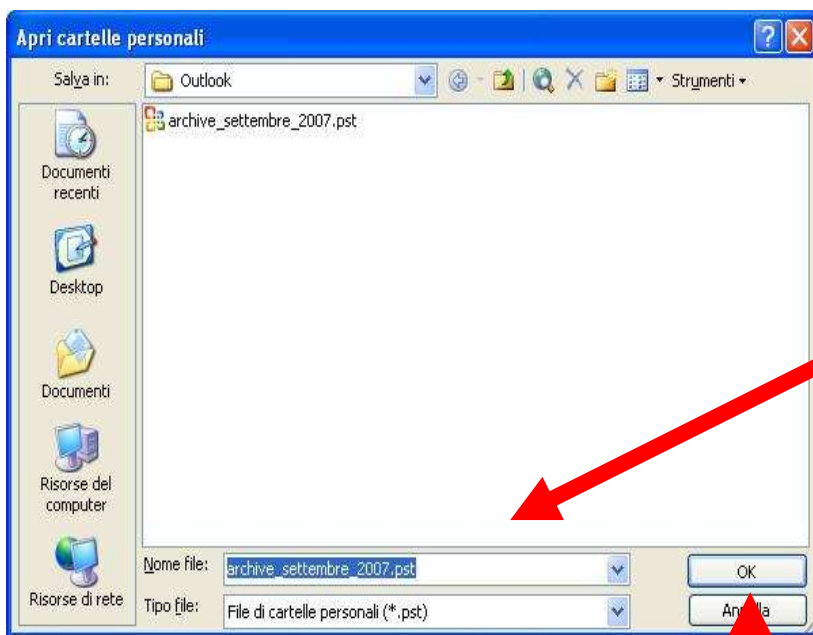 Apri cartelle personali
Salva in:
Outlook
Strumenti
archive_settembre_2007.pst
Documenti
recenti
Desktop
Documenti
Risorse del
computer
Risorse di rete
Nome file:
archive_settembre_2007.pst
OK
Tipo file:
File di cartelle personali (*.pst)